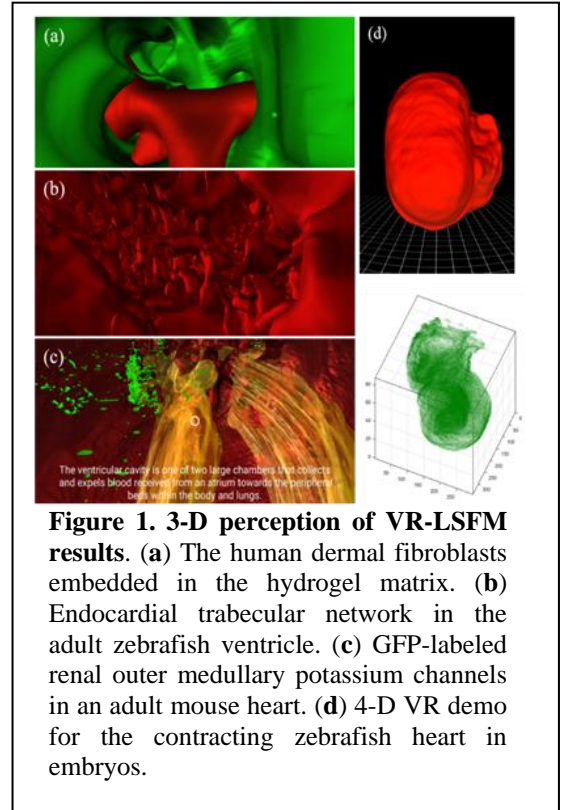 (a)
(d)
(b)
(c)
The ventricular cavity is one of two large chambers that collects
and expels blood received from an atrium towards the peripheral
beds within the body and lungs.
Figure 1. 3-D perception of VR-LSFM
results. (a) The human dermal fibroblasts
embedded in the hydrogel matrix. (b)
Endocardial trabecular network in the
adult zebrafish ventricle. (c) GFP-labeled
renal outer medullary potassium channels
in an adult mouse heart. (d) 4-D VR demo
for the contracting zebrafish heart in
embryos.